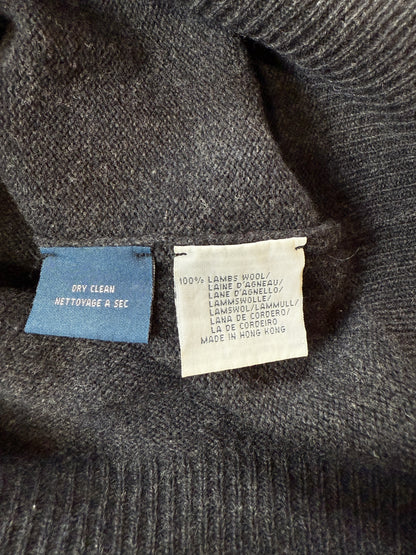 DRY CLEAN
NETTOYAGE A SEC
100% LAMBS WOOL/
LAINE D'AGNEAU/
LANE D'AGNELLO/
LAMMSWOLLE/
LAMSWOL/LAMMULL/
LANA DE CORDERO/
LA DE CORDEIRO
MADE IN HONG KONG